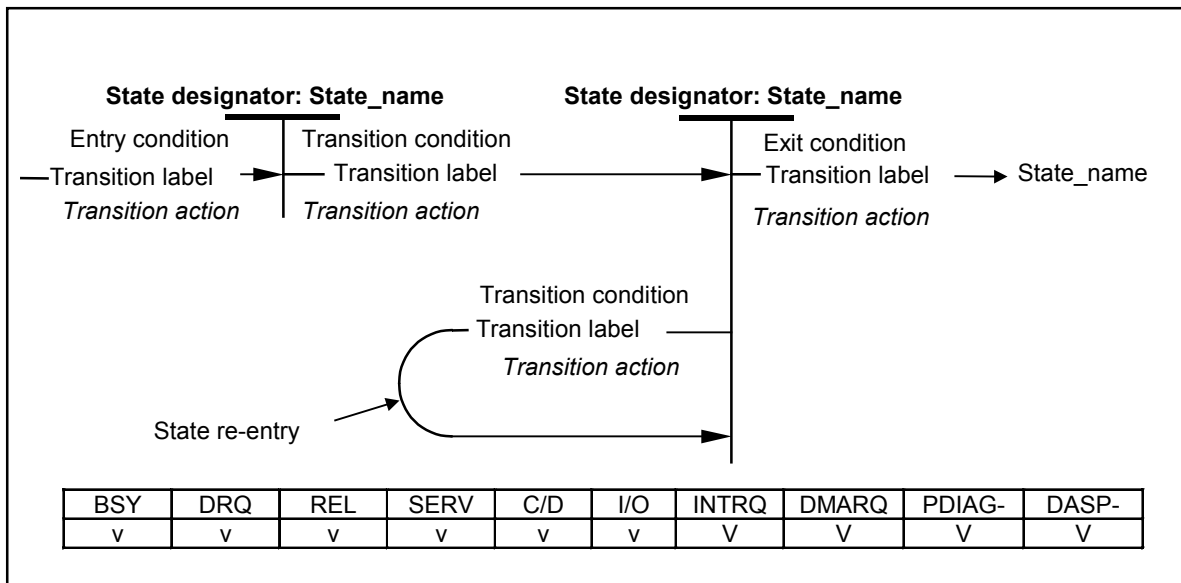 State designator: State_name State designator: State_name
Entry condition Transition condition Exit condition
Transition label Transition label Transition label State_name
Transition action Transition action Transition action
Transition condition
Transition label
Transition action
State re-entry
BSY DRQ REL SERV C/D I/O INTRQ DMARQ PDIAG- DASP-
v v v v v v V V V V